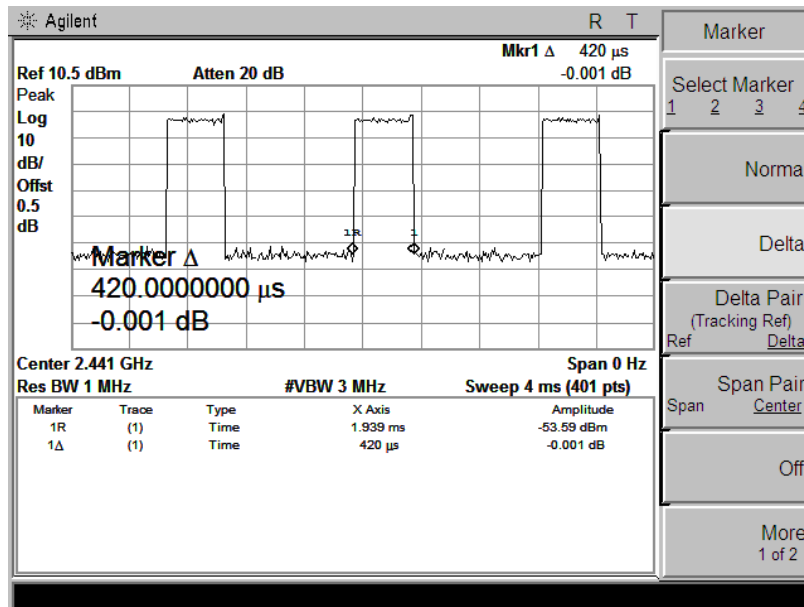 Agilent R T
Mkr1 Δ 420 μs
Ref 10.5 dBm Atten 20 dB -0.001 dB
Peak
Log
10
dB/
Offst
0.5
dB
1R 1
Marker Δ
420.0000000 μs
-0.001 dB
Center 2.441 GHz Span 0 Hz
Res BW 1 MHz #VBW 3 MHz Sweep 4 ms (401 pts)
Marker Trace Type X Axis Amplitude
1R (1) Time 1.939 ms -53.59 dBm
1Δ (1) Time 420 μs -0.001 dB
Marker
Select Marker
1 2 3 4
Norma
Delta
Delta Pair
(Tracking Ref)
Ref Delta
Span Pair
Span Center
Off
More
1 of 2